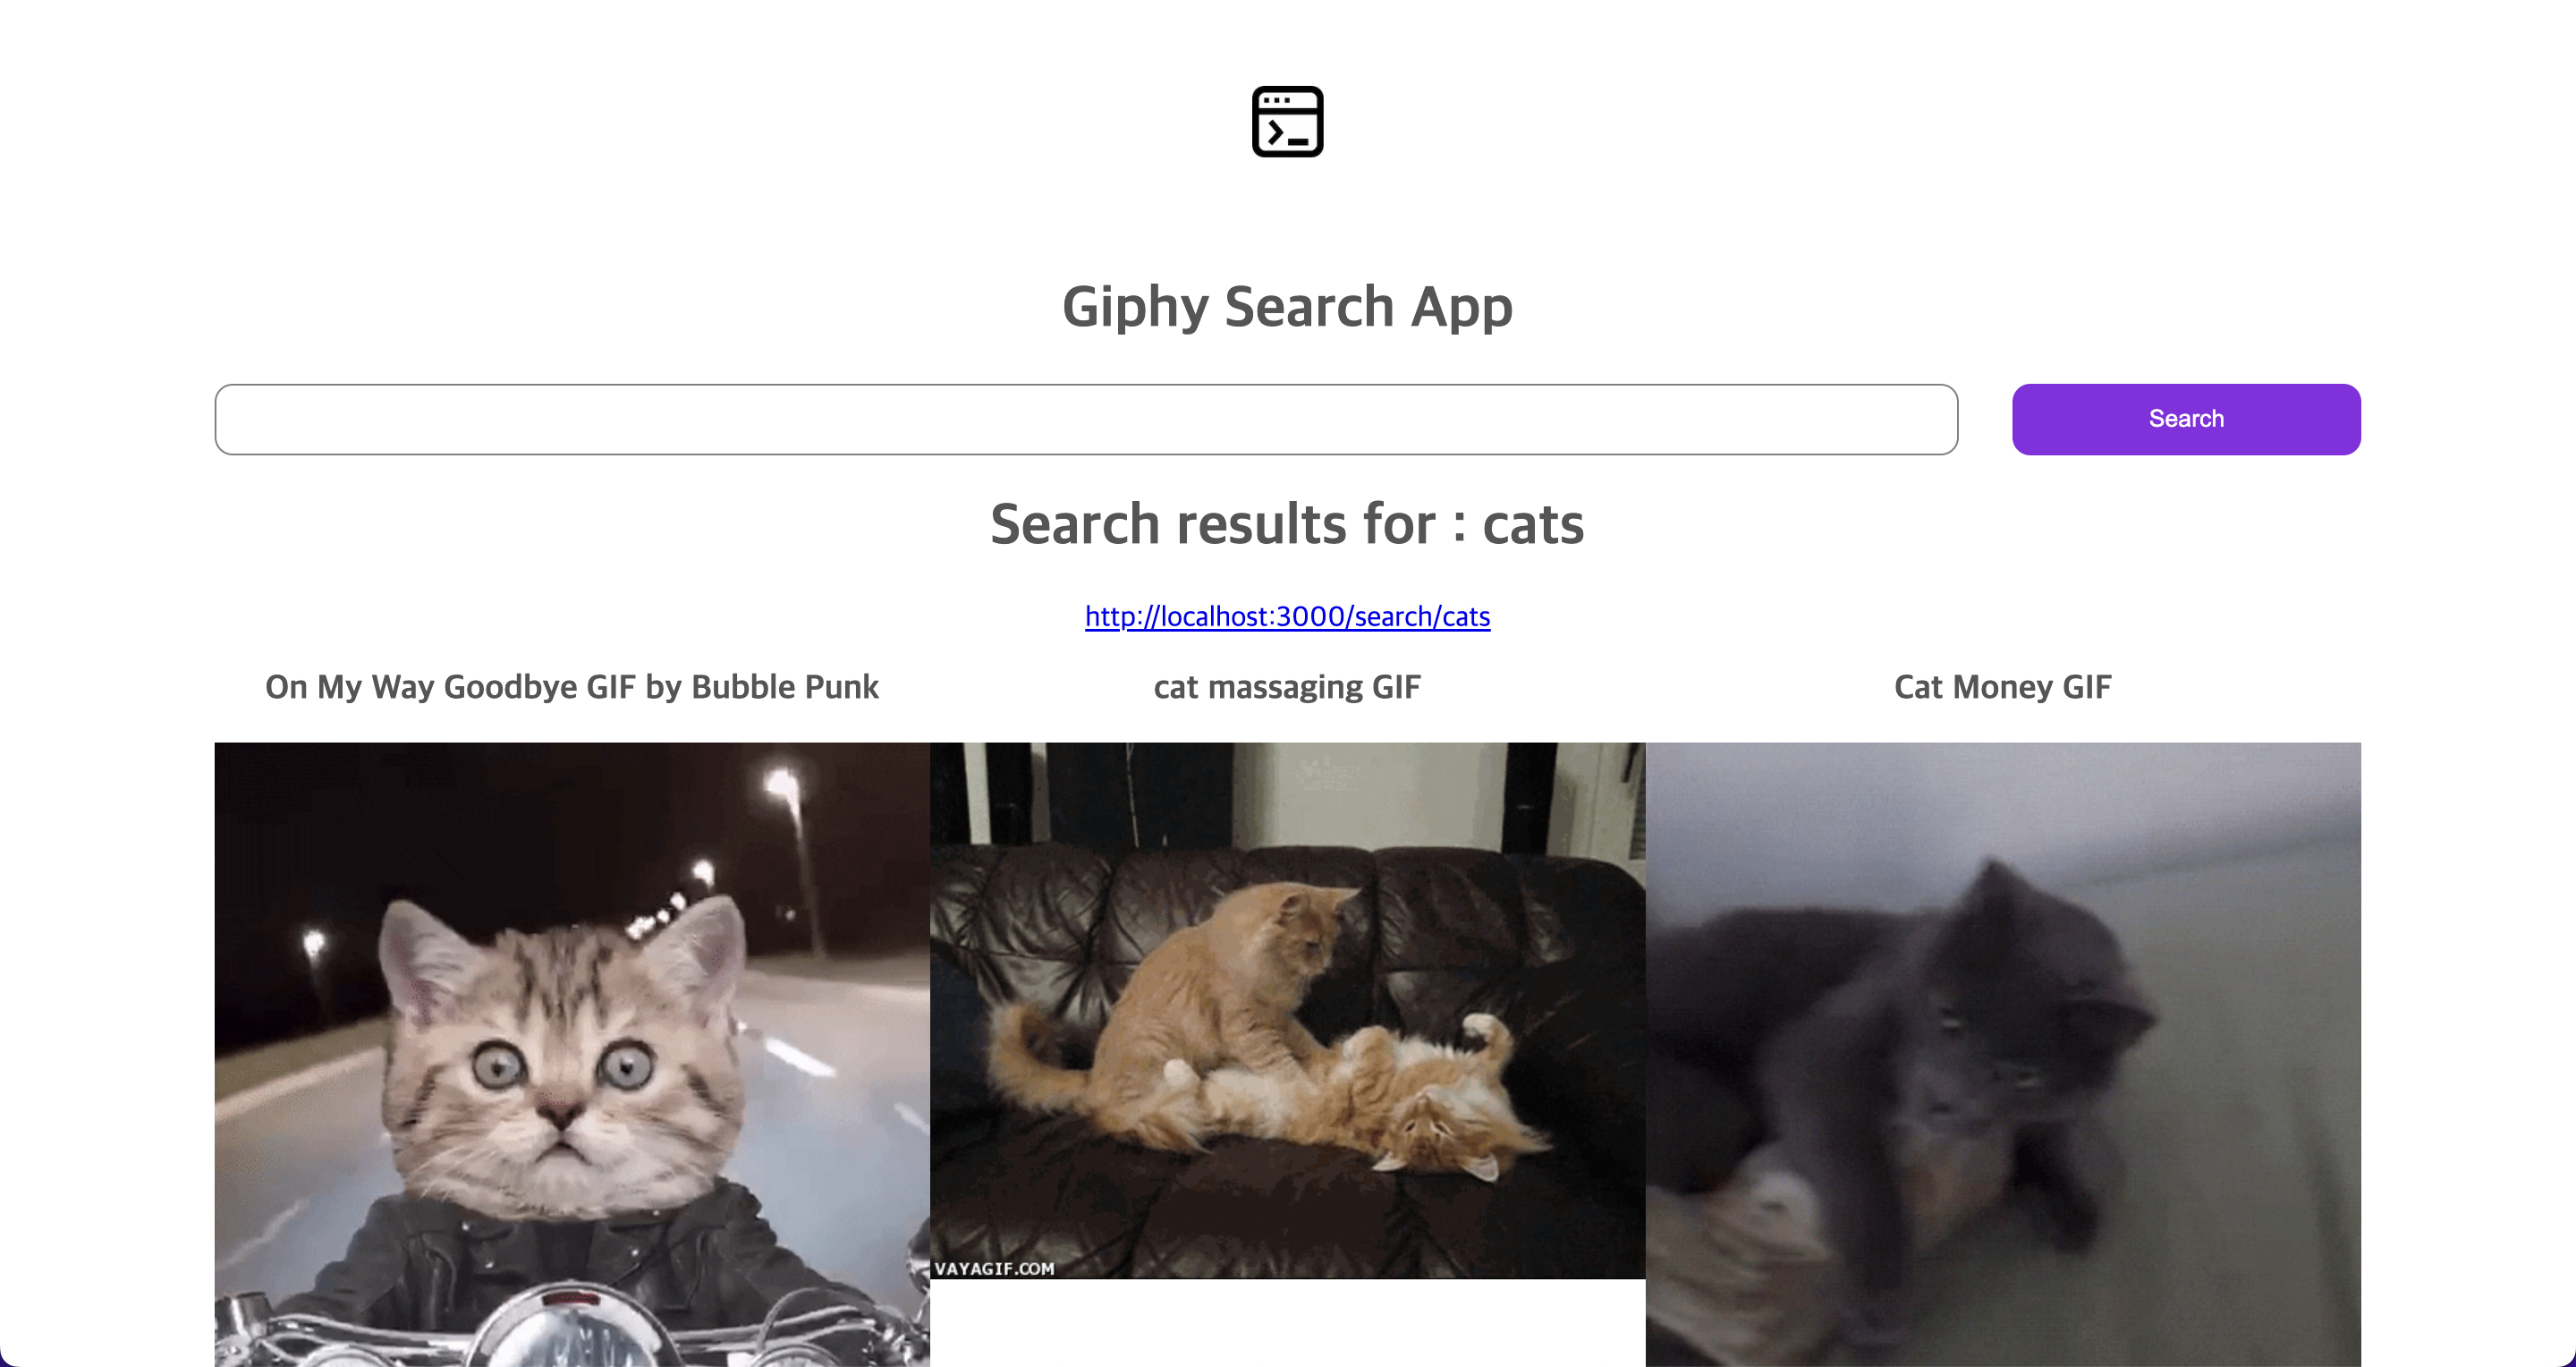 Giphy Search App
Search
Search results for : cats
http://localhost:3000/search/cats
On My Way Goodbye GIF by Bubble Punk
cat massaging GIF
Cat Money GIF
VAYAGIF.COM